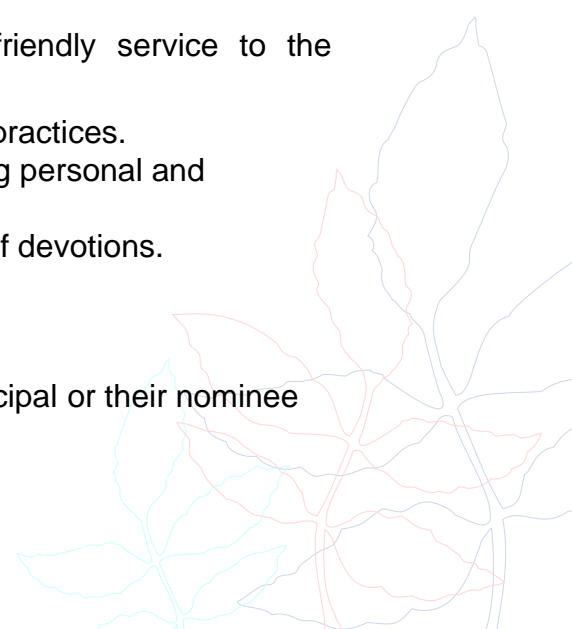 friendly service to the
practices.
g personal and
f devotions.
cipal or their nominee